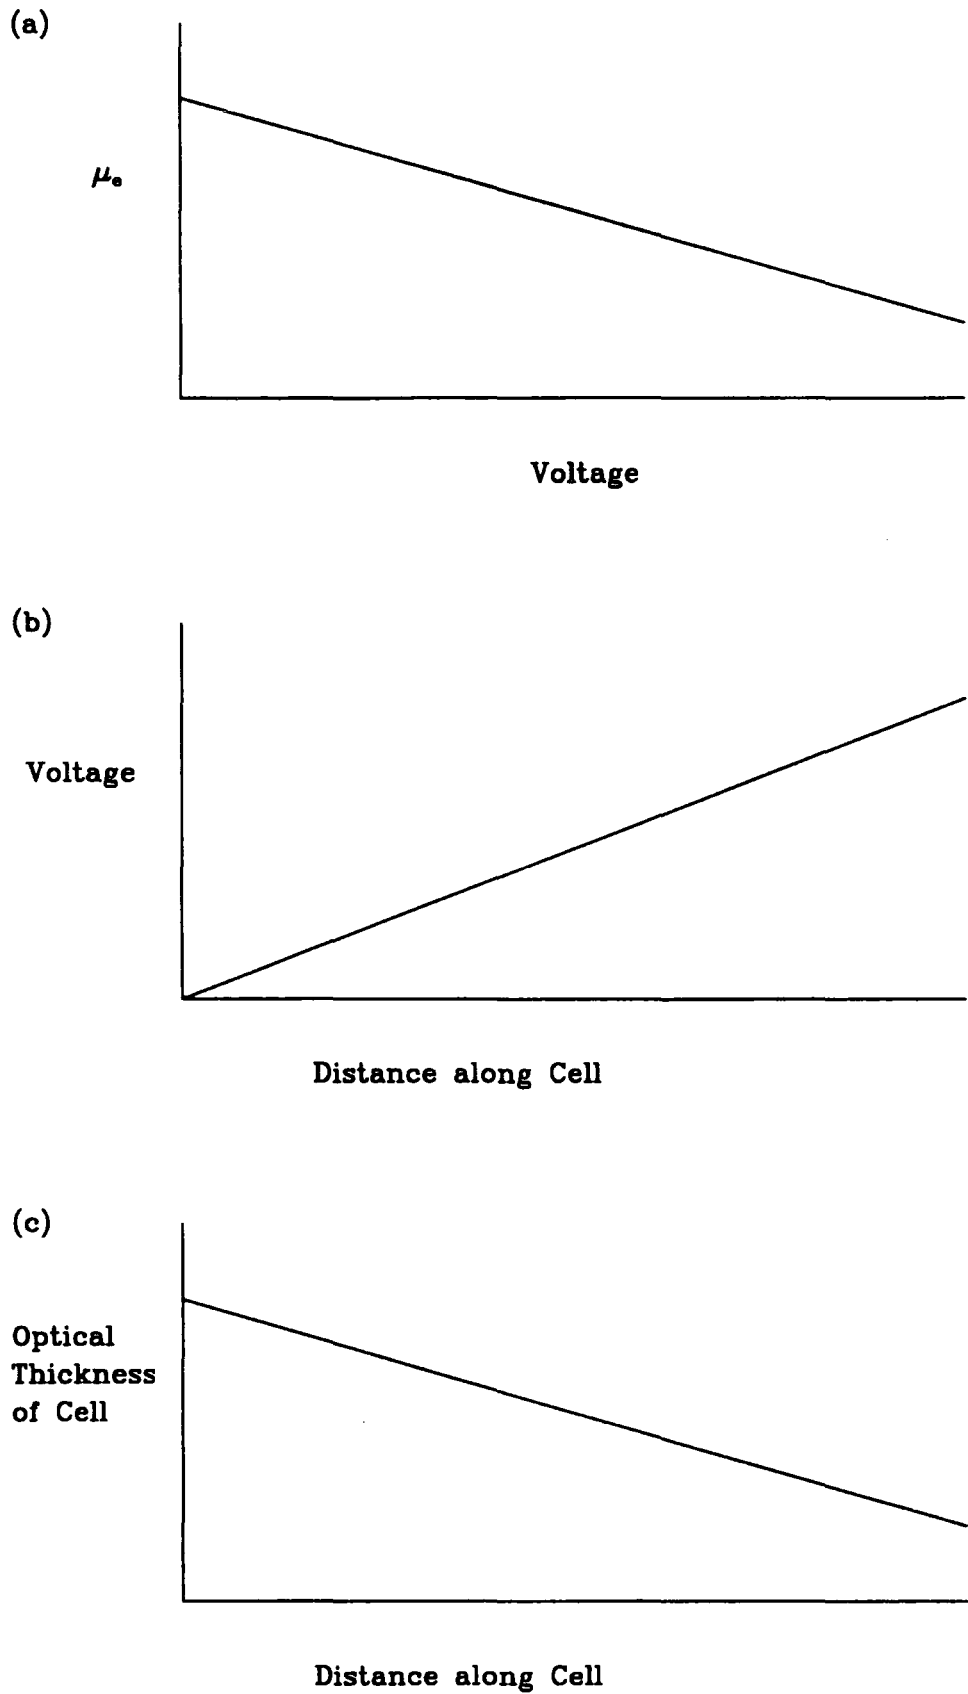 (a)
μₑ
Voltage
(b)
Voltage
Distance along Cell
(c)
Optical
Thickness
of Cell
Distance along Cell